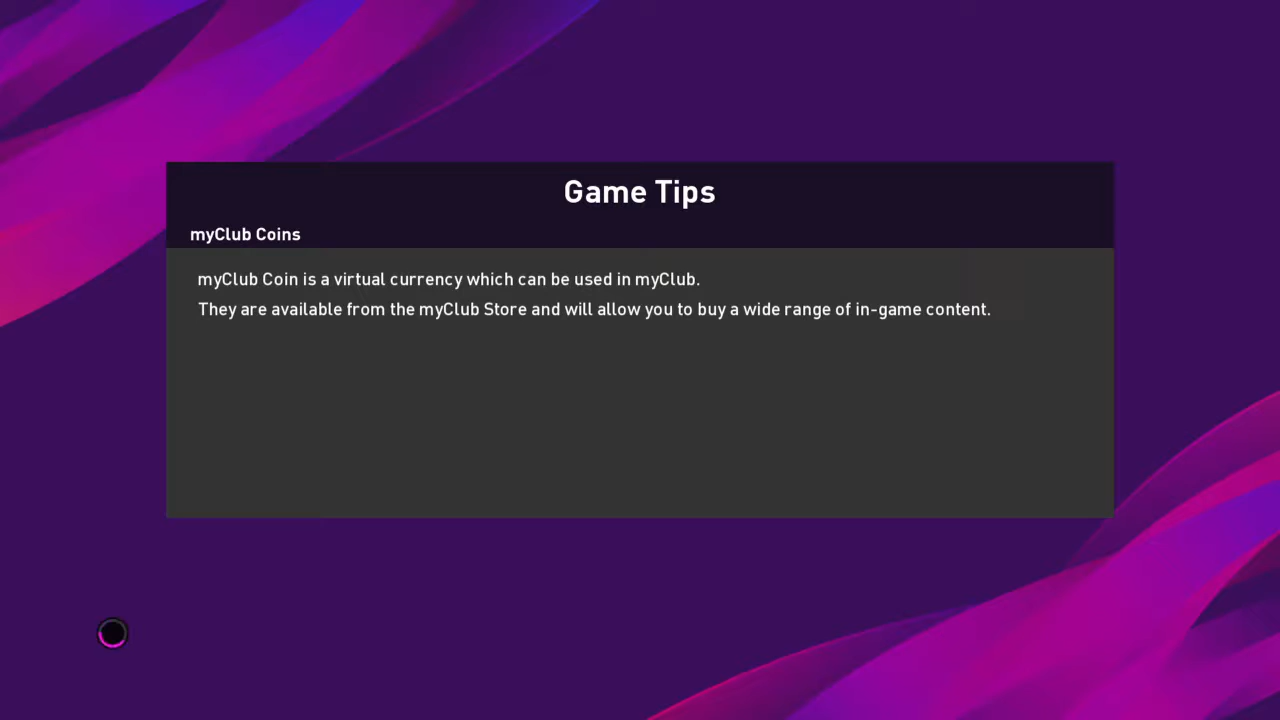 Game Tips
myClub Coins
myClub Coin is a virtual currency which can be used in myClub.
They are available from the myClub Store and will allow you to buy a wide range of in-game content.